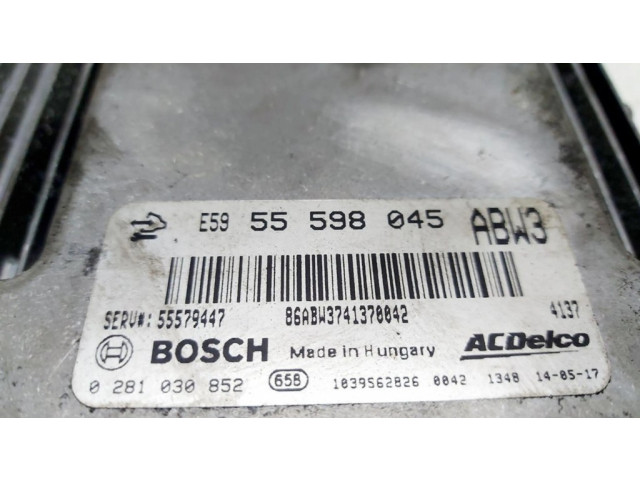 E59 55 598 045 ABW3
SERV#: 55579447 86ABW3741370042 4137
BOSCH Made in Hungary ACDelco
0 281 030 852 658 1039S62826 0042 1348 14-05-17